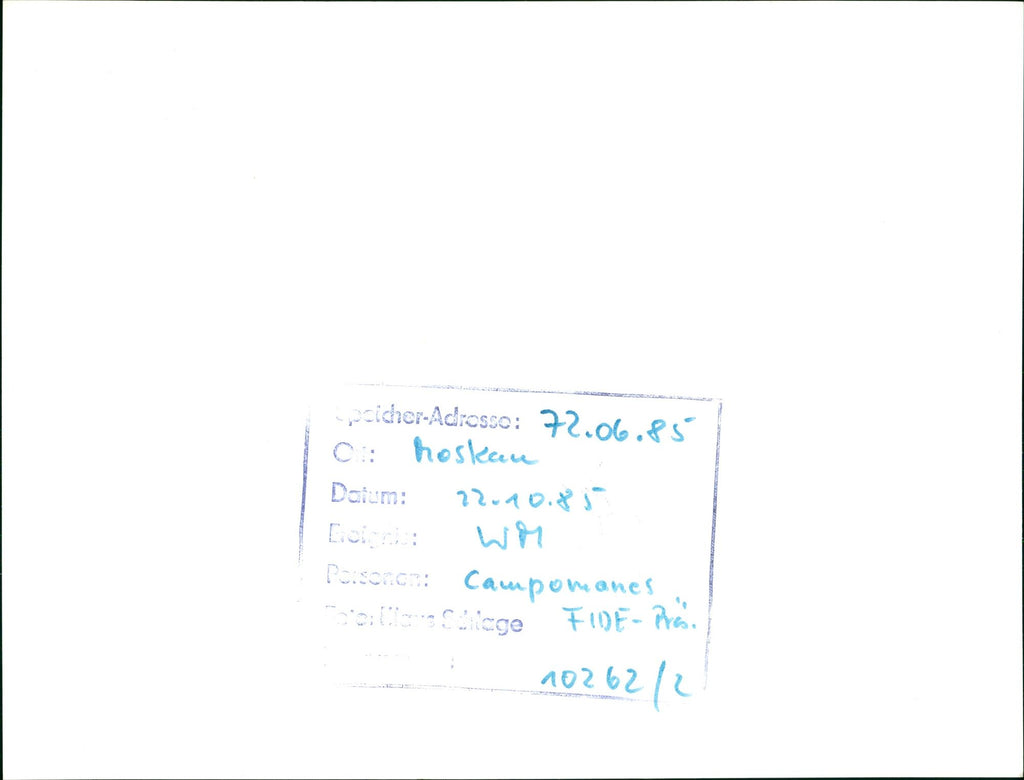 Speicher-Adresse: 72.06.85
Ort: Moskau
Datum: 22.10.85
Ereignis: WM
Personen: Campomanes
Foto: Klaus Schlage FIDE-Präs.
10262/2